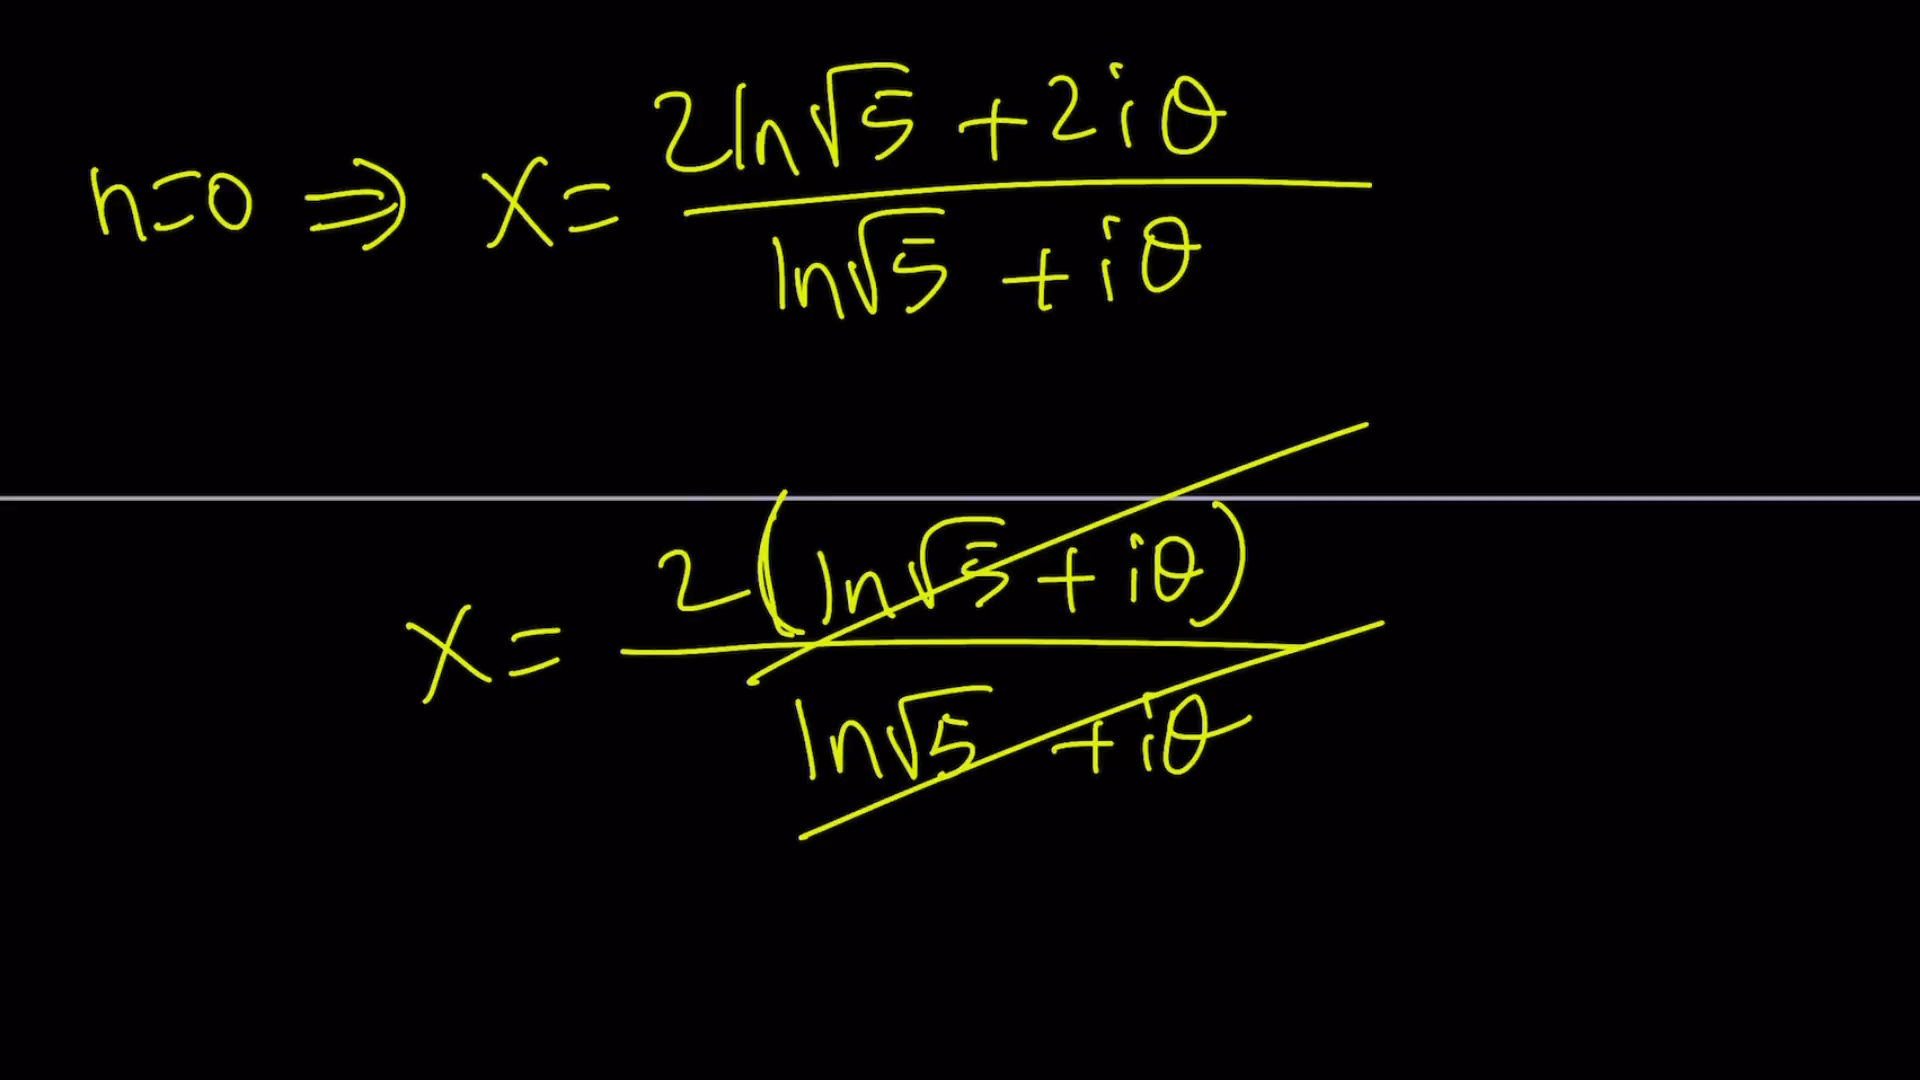 n=0 ⇒ x = (2ln√5 + 2iθ)/(ln√5 + iθ)
x = 2(ln√5 + iθ)/(ln√5 + iθ)